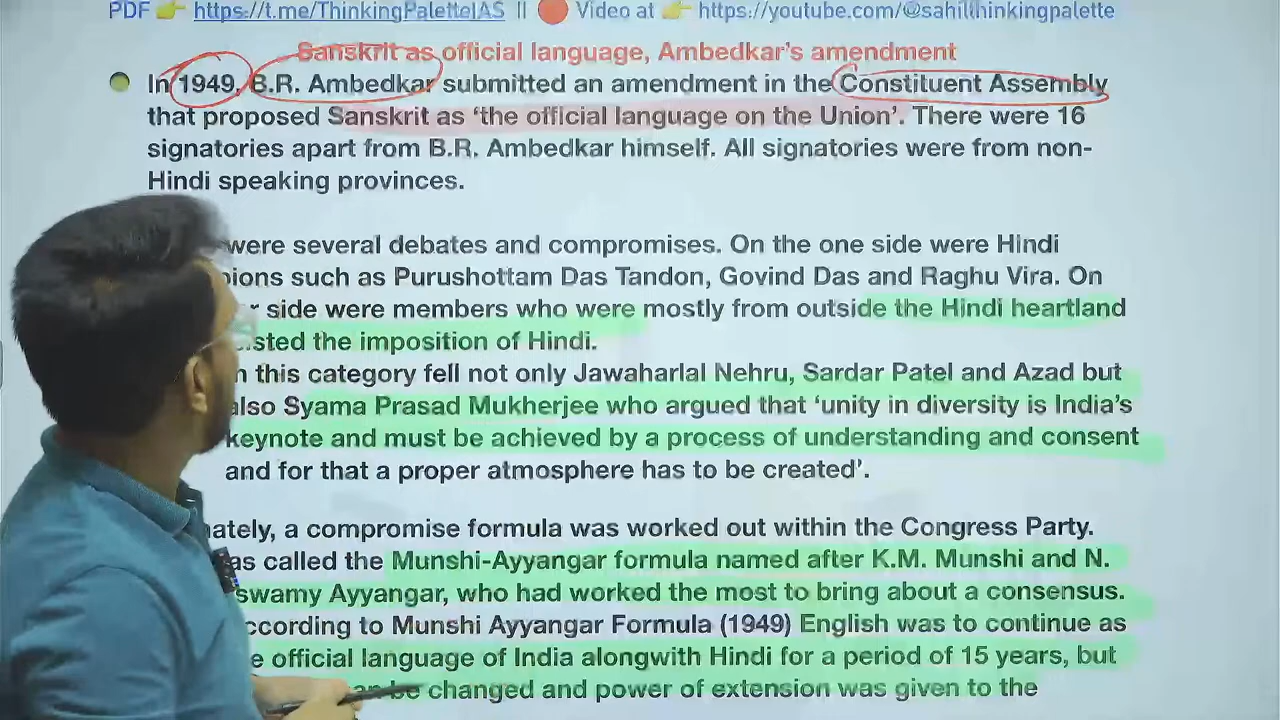 PDF 👉 https://t.me/ThinkingPaletteIAS || 🔴 Video at 👉 https://youtube.com/@sahilthinkingpalette
Sanskrit as official language, Ambedkar's amendment
In 1949, B.R. Ambedkar submitted an amendment in the Constituent Assembly
that proposed Sanskrit as 'the official language on the Union'. There were 16
signatories apart from B.R. Ambedkar himself. All signatories were from non-
Hindi speaking provinces.
were several debates and compromises. On the one side were Hindi
such as Purushottam Das Tandon, Govind Das and Raghu Vira. On
side were members who were mostly from outside the Hindi heartland
the imposition of Hindi.
this category fell not only Jawaharlal Nehru, Sardar Patel and Azad but
also Syama Prasad Mukherjee who argued that 'unity in diversity is India's
keynote and must be achieved by a process of understanding and consent
and for that a proper atmosphere has to be created'.
a compromise formula was worked out within the Congress Party.
called the Munshi-Ayyangar formula named after K.M. Munshi and N.
Ayyangar, who had worked the most to bring about a consensus.
to Munshi Ayyangar Formula (1949) English was to continue as
official language of India alongwith Hindi for a period of 15 years, but
be changed and power of extension was given to the